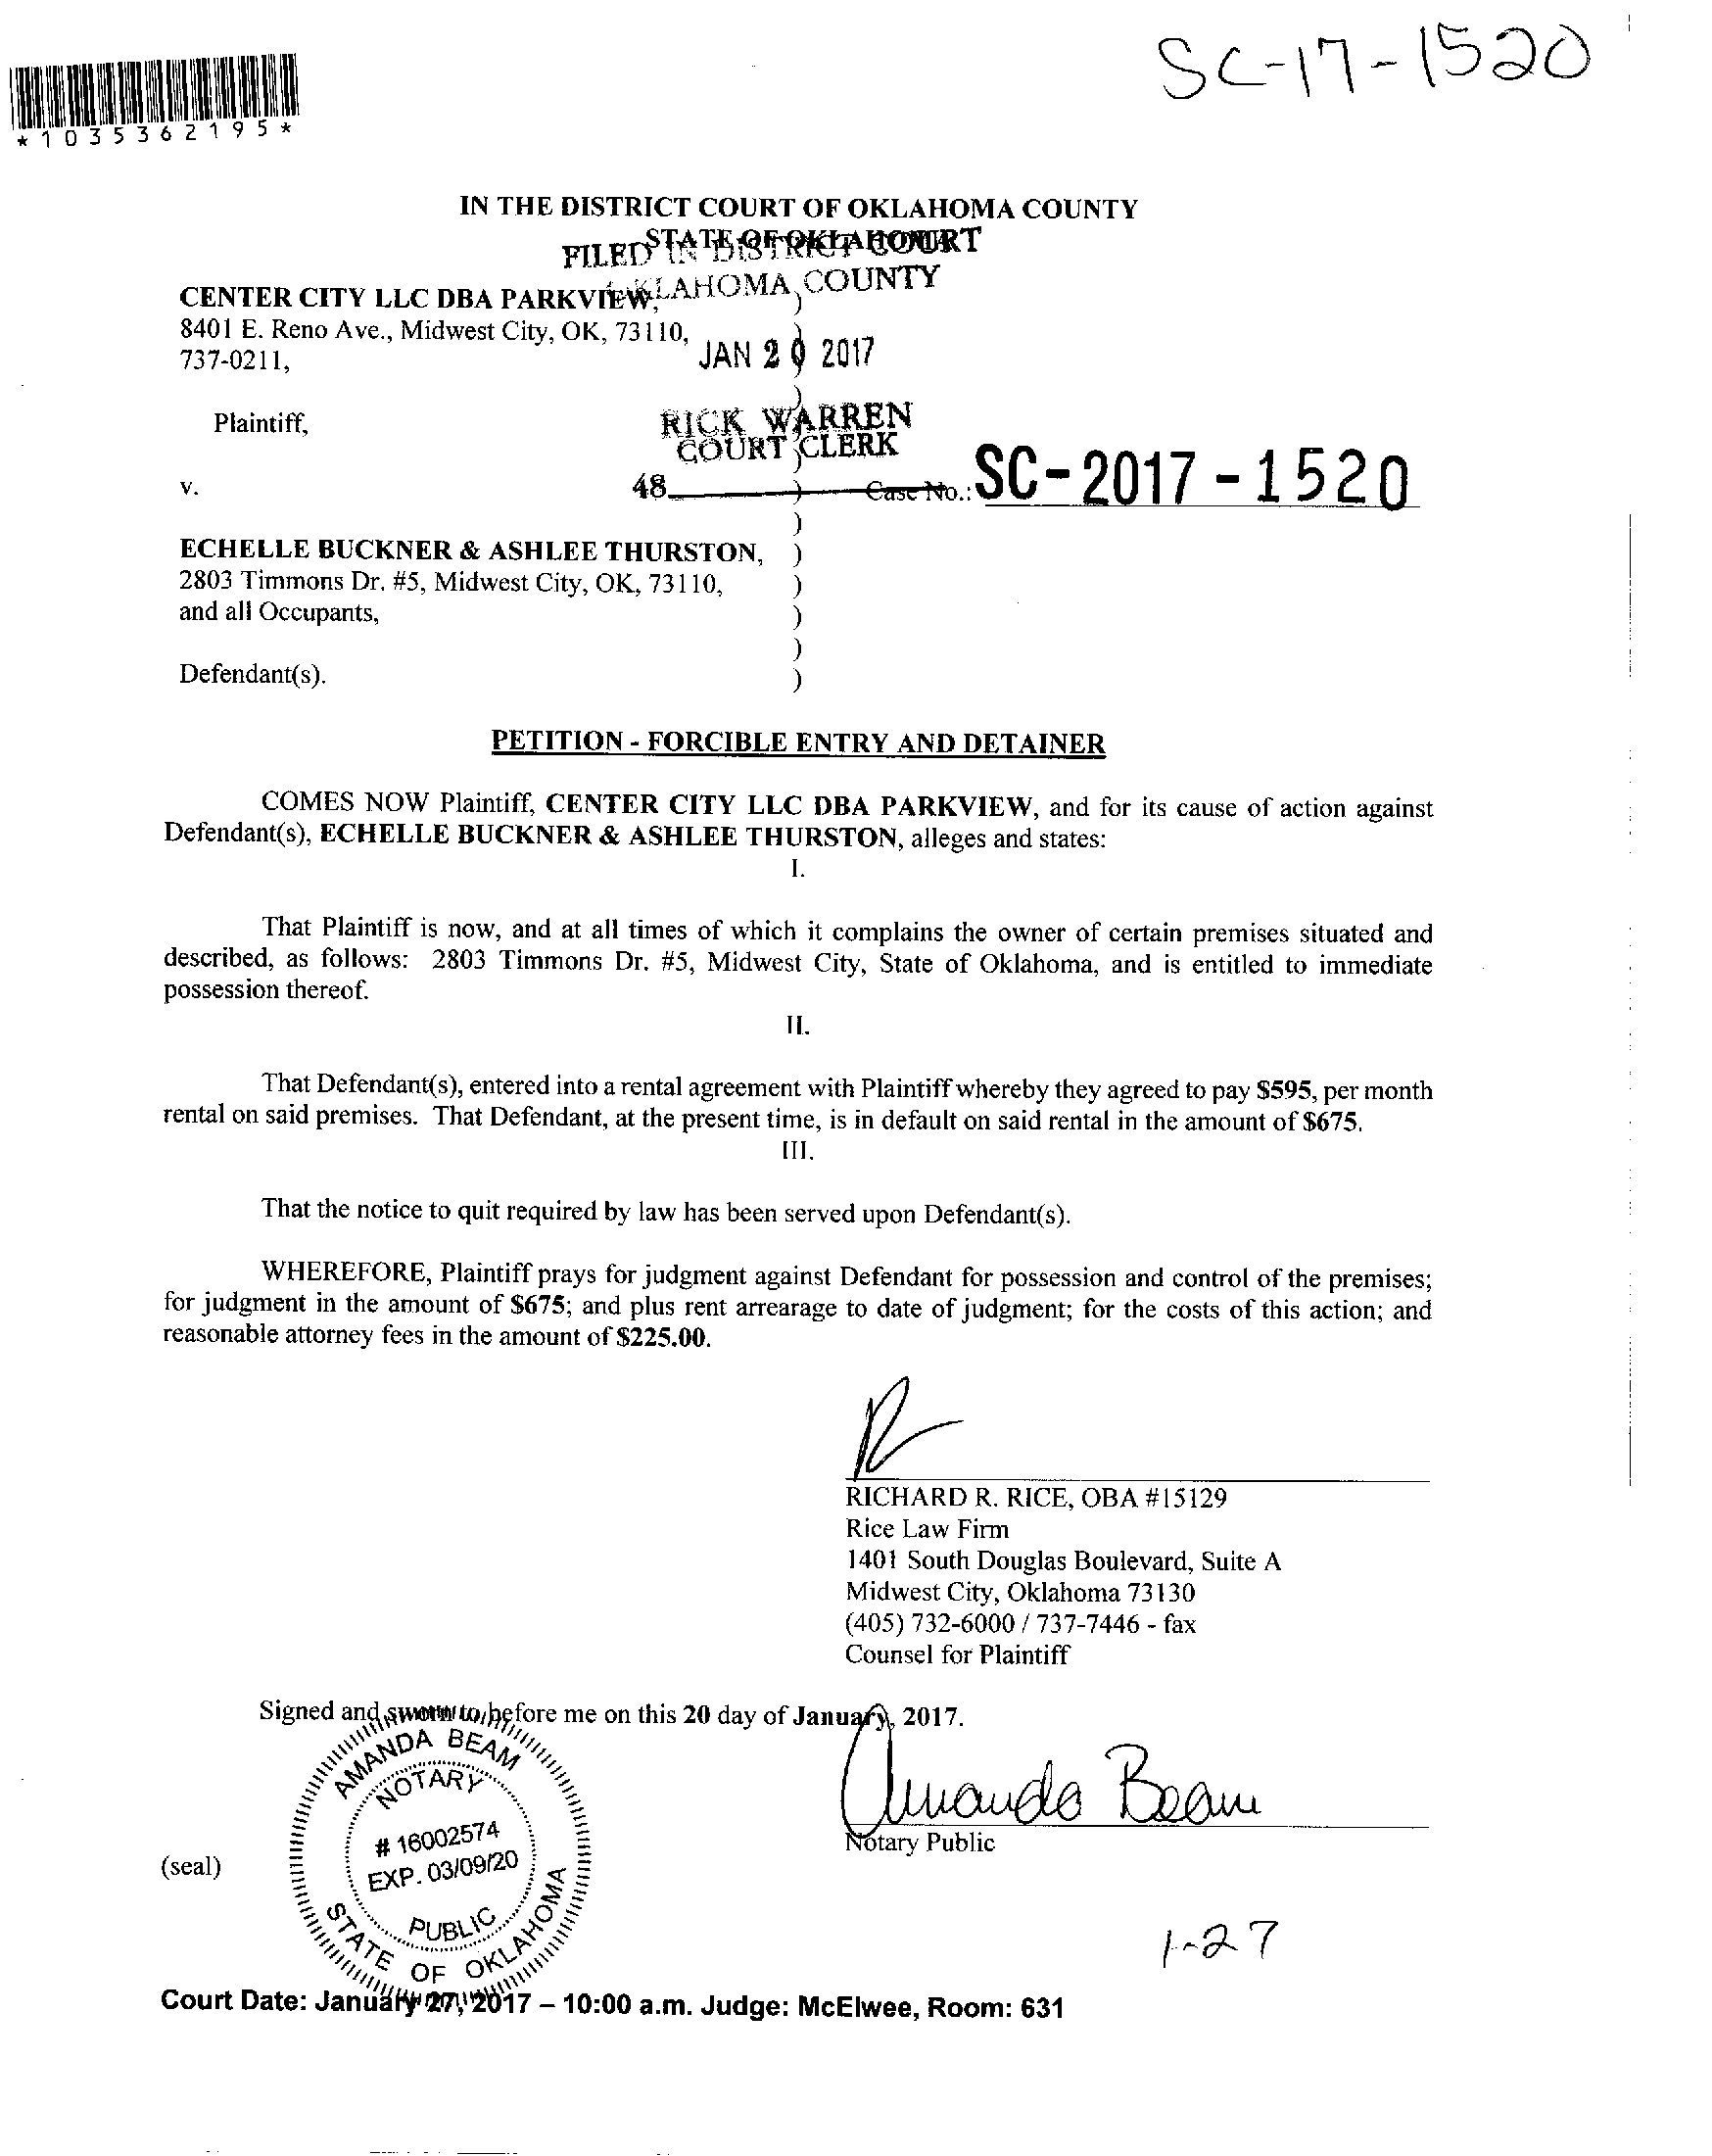 SC-17-1520
*1035362195*
IN THE DISTRICT COURT OF OKLAHOMA COUNTY
STATE OF OKLAHOMA
FILED IN DISTRICT COURT
OKLAHOMA COUNTY
CENTER CITY LLC DBA PARKVIEW, )
8401 E. Reno Ave., Midwest City, OK, 73110, )
737-0211, )
JAN 20 2017
Plaintiff, )
RICK WARREN
COURT CLERK
v. ) Case No.: SC-2017-1520
48
)
ECHELLE BUCKNER & ASHLEE THURSTON, )
2803 Timmons Dr. #5, Midwest City, OK, 73110, )
and all Occupants, )
)
Defendant(s). )
PETITION - FORCIBLE ENTRY AND DETAINER
COMES NOW Plaintiff, CENTER CITY LLC DBA PARKVIEW, and for its cause of action against
Defendant(s), ECHELLE BUCKNER & ASHLEE THURSTON, alleges and states:
I.
That Plaintiff is now, and at all times of which it complains the owner of certain premises situated and
described, as follows: 2803 Timmons Dr. #5, Midwest City, State of Oklahoma, and is entitled to immediate
possession thereof.
II.
That Defendant(s), entered into a rental agreement with Plaintiff whereby they agreed to pay $595, per month
rental on said premises. That Defendant, at the present time, is in default on said rental in the amount of $675.
III.
That the notice to quit required by law has been served upon Defendant(s).
WHEREFORE, Plaintiff prays for judgment against Defendant for possession and control of the premises;
for judgment in the amount of $675; and plus rent arrearage to date of judgment; for the costs of this action; and
reasonable attorney fees in the amount of $225.00.
RICHARD R. RICE, OBA #15129
Rice Law Firm
1401 South Douglas Boulevard, Suite A
Midwest City, Oklahoma 73130
(405) 732-6000 / 737-7446 - fax
Counsel for Plaintiff
Signed and sworn to before me on this 20 day of January, 2017.
AMANDA BEAM
NOTARY
# 16002574
EXP. 03/09/20
PUBLIC
STATE OF OKLAHOMA
Amanda Beam
Notary Public
(seal)
1-27
Court Date: January 27, 2017 – 10:00 a.m. Judge: McElwee, Room: 631